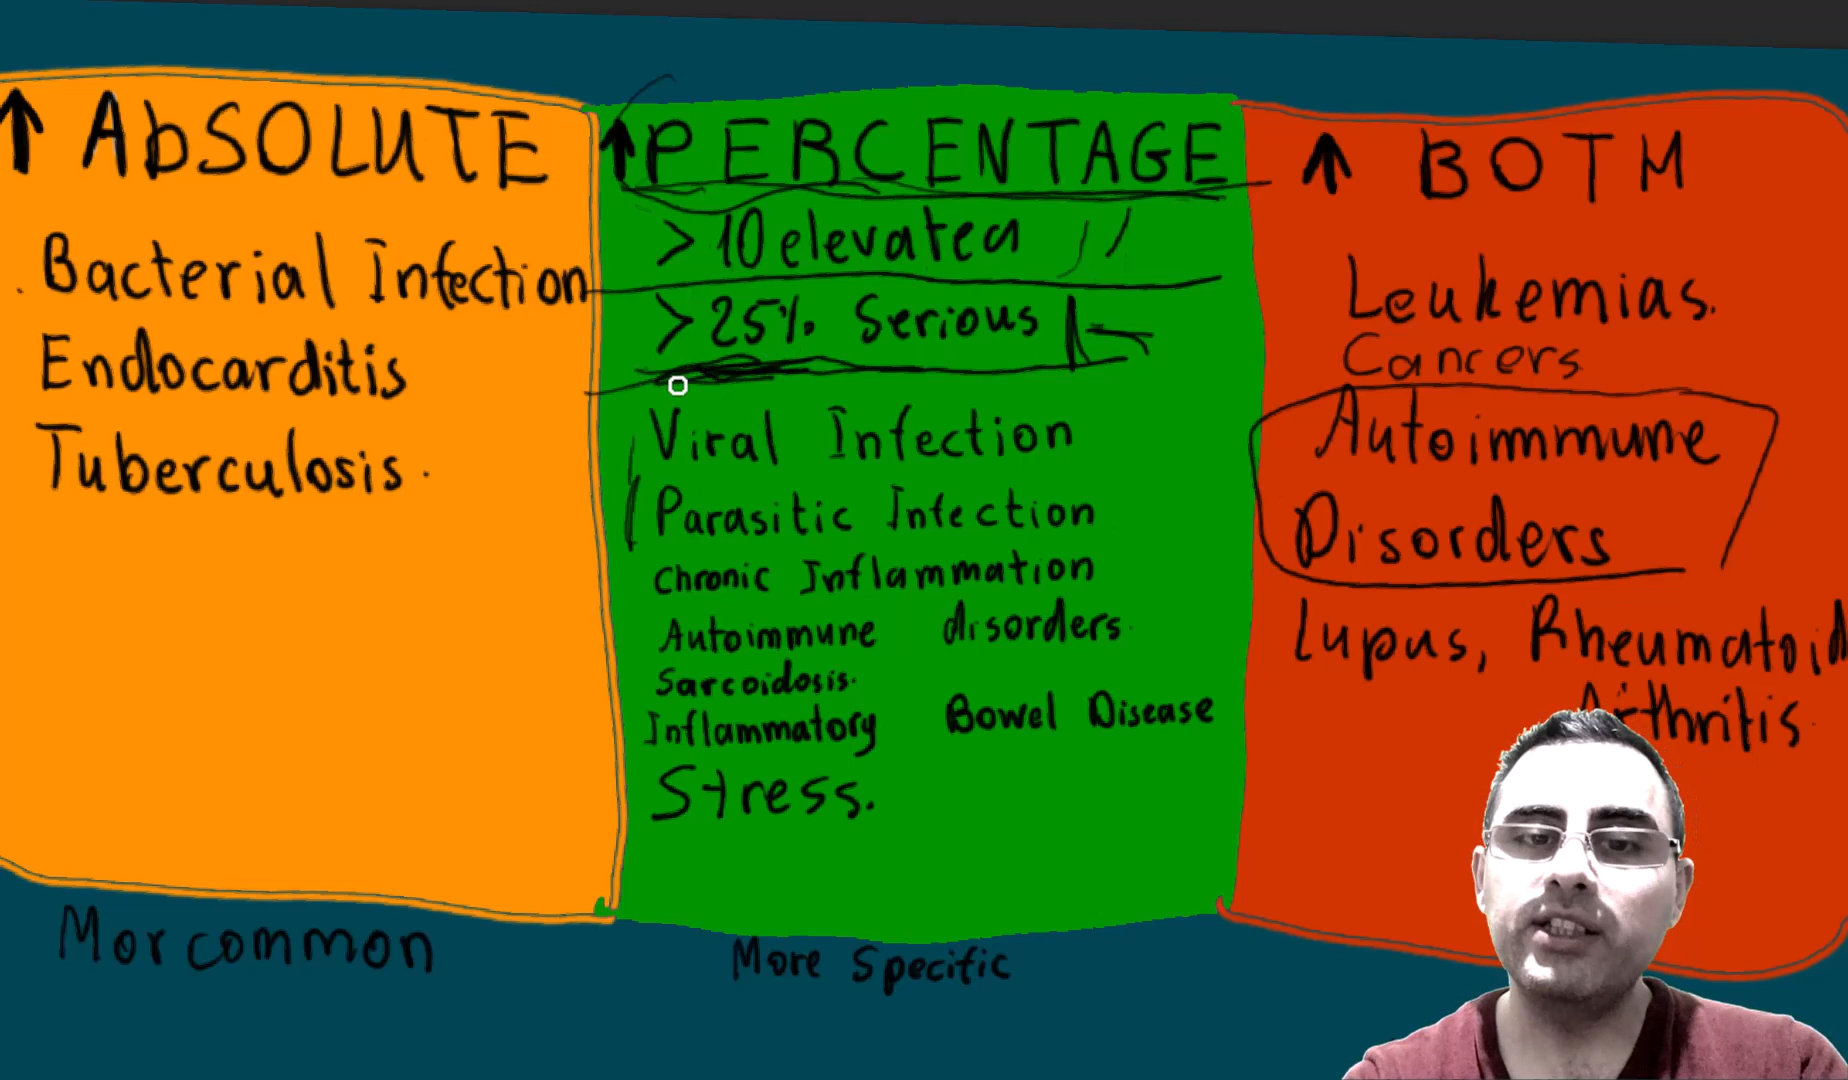 ↑ AbSOLUTE
. Bacterial Infection
Endocarditis
Tuberculosis.
Mor common
↑ PERCENTAGE
>10 elevated
>25% Serious
Viral Infection
Parasitic Infection
Chronic Inflammation
Autoimmune disorders.
Sarcoidosis.
Inflammatory Bowel Disease
Stress.
More Specific
↑ BOTM
Leukemias.
Cancers
Autoimmune
Disorders
Lupus, Rheumatoid
Arthritis.